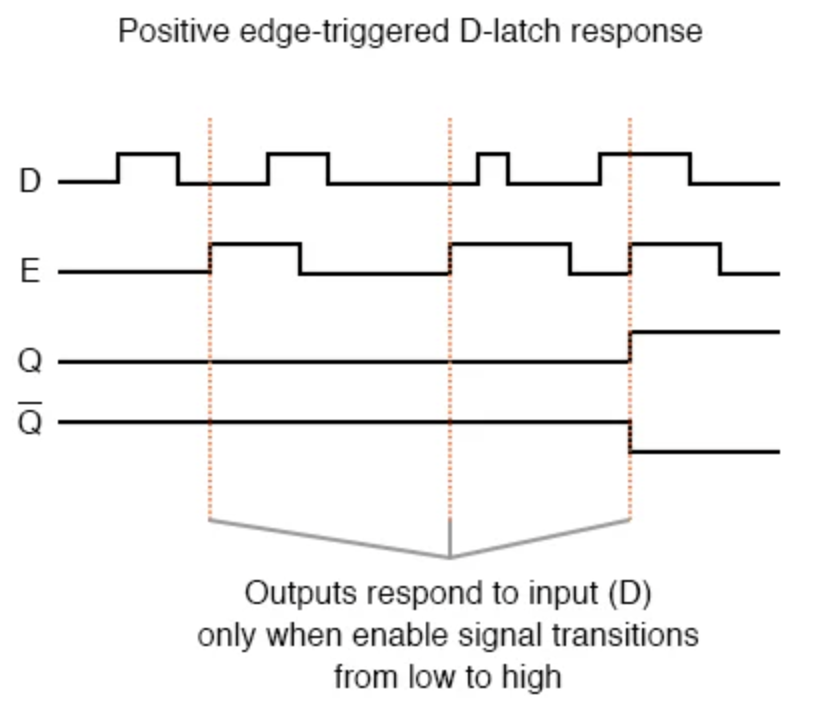 Positive edge-triggered D-latch response
D
E
Q
Q̅
Outputs respond to input (D)
only when enable signal transitions
from low to high